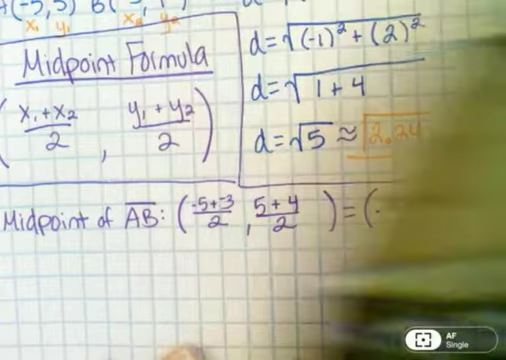 A(-5,5) B(
x₁ y₁ x₂ y₂
Midpoint Formula
( x₁+x₂/2 , y₁+y₂/2 )
d=√(-1)²+(2)²
d=√1+4
d=√5≈2.24
Midpoint of AB: ( -5+-3/2 , 5+4/2 )=(
AF
Single